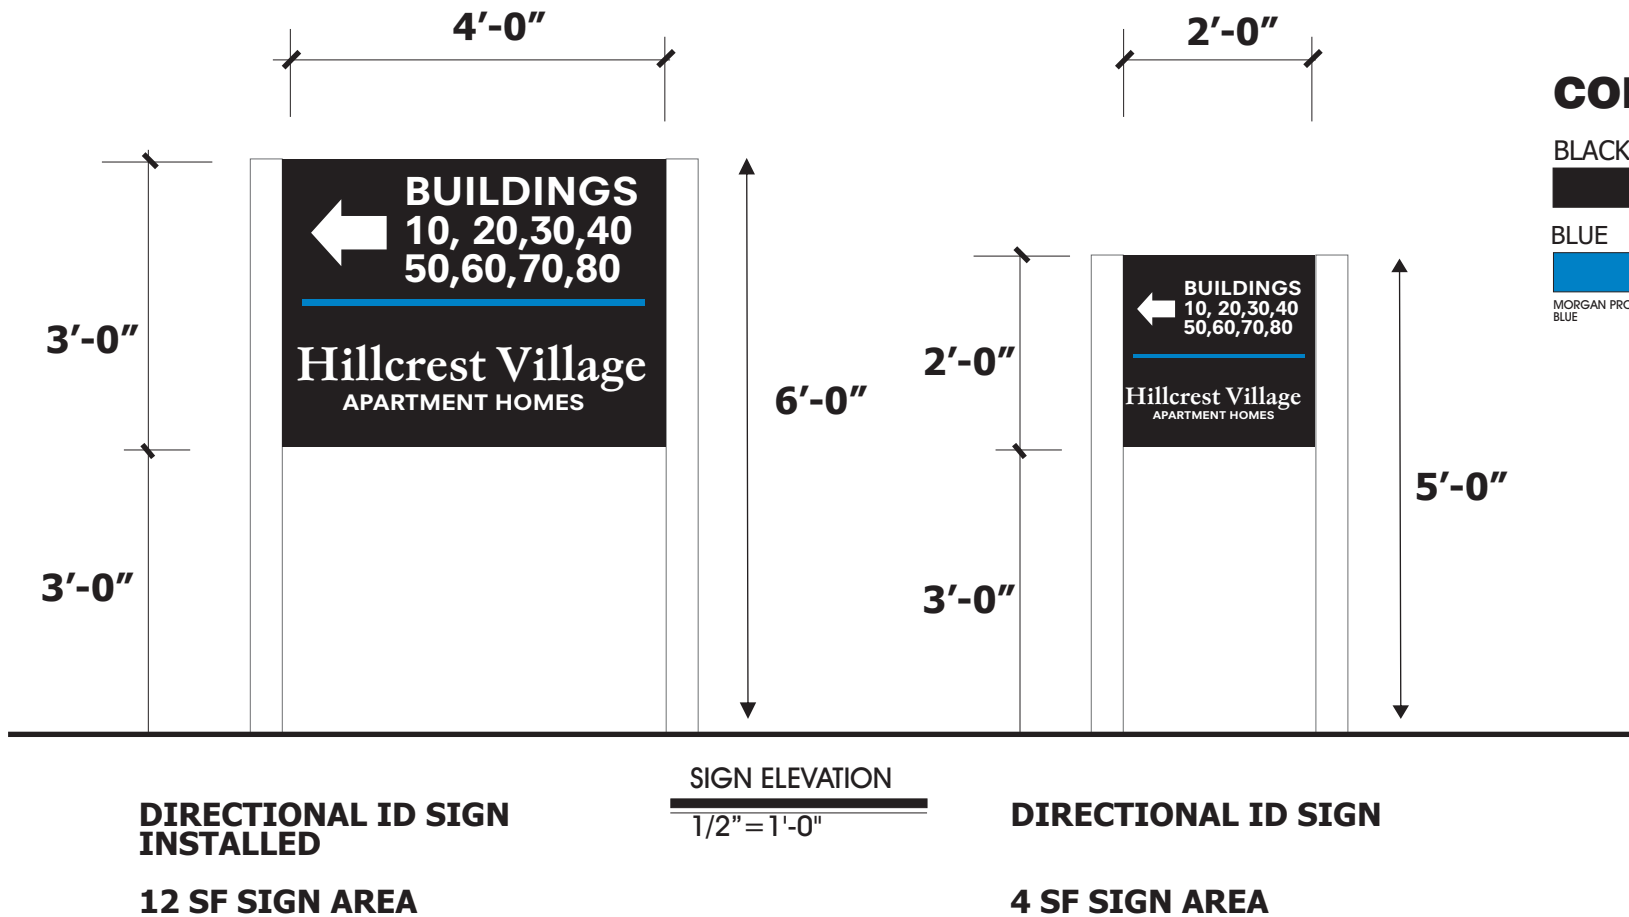 4′-0″
2′-0″
BLACK
BUILDINGS
10, 20,30,40
50,60,70,80
Hillcrest Village
APARTMENT HOMES
3′-0″
3′-0″
6′-0″
BLUE
MORGAN
BLUE
BUILDINGS
10, 20,30,40
50,60,70,80
Hillcrest Village
APARTMENT HOMES
2′-0″
3′-0″
5′-0″
SIGN ELEVATION
1/2”=1'-0"
DIRECTIONAL ID SIGN
INSTALLED
12 SF SIGN AREA
DIRECTIONAL ID SIGN
4 SF SIGN AREA